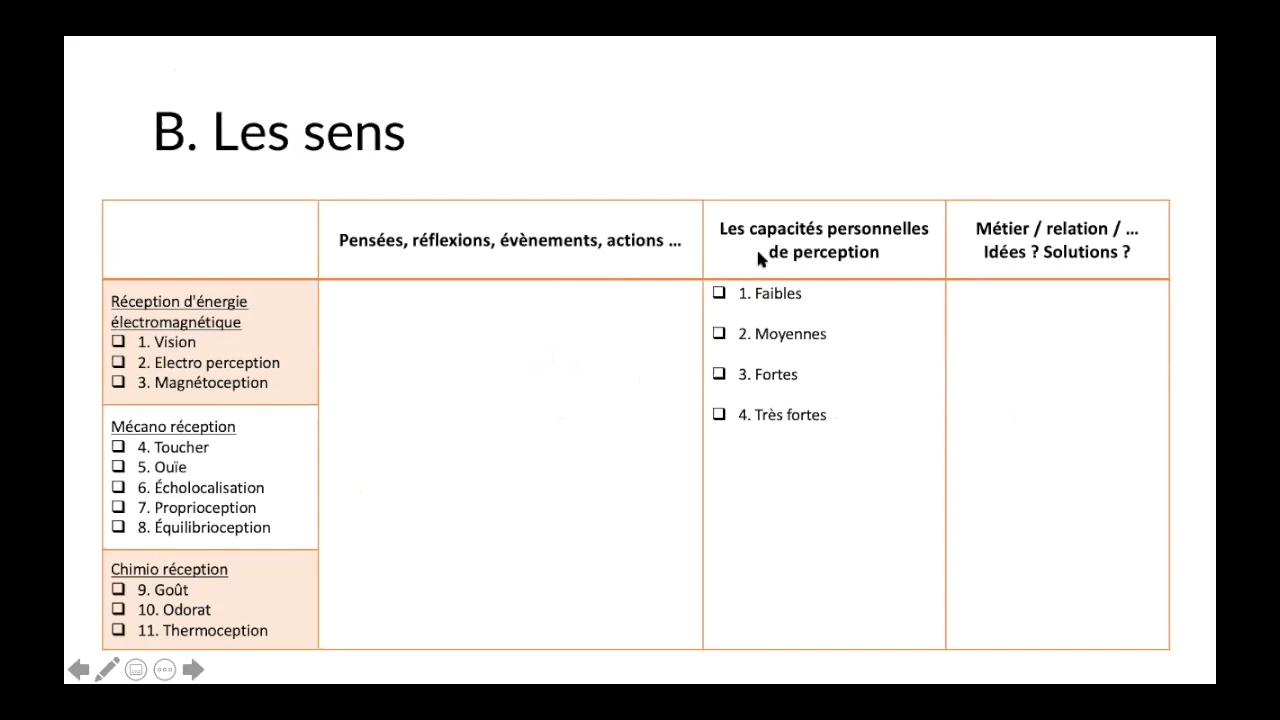 B. Les sens
Pensées, réflexions, évènements, actions ...
Les capacités personnelles
de perception
Métier / relation / ...
Idées ? Solutions ?
Réception d'énergie
électromagnétique
❑ 1. Vision
❑ 2. Electro perception
❑ 3. Magnétoception
Mécano réception
❑ 4. Toucher
❑ 5. Ouïe
❑ 6. Écholocalisation
❑ 7. Proprioception
❑ 8. Équilibrioception
Chimio réception
❑ 9. Goût
❑ 10. Odorat
❑ 11. Thermoception
❑ 1. Faibles
❑ 2. Moyennes
❑ 3. Fortes
❑ 4. Très fortes